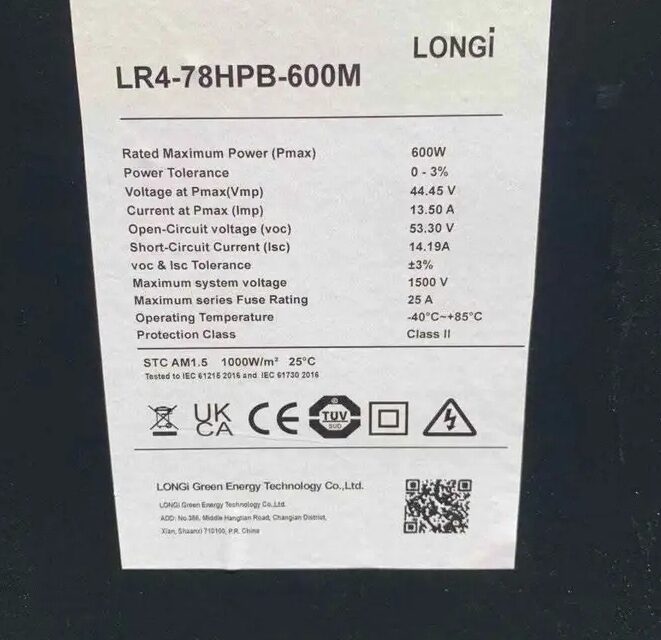 LONGi
LR4-78HPB-600M
Rated Maximum Power (Pmax) 600W
Power Tolerance 0 - 3%
Voltage at Pmax(Vmp) 44.45 V
Current at Pmax (Imp) 13.50 A
Open-Circuit voltage (voc) 53.30 V
Short-Circuit Current (Isc) 14.19A
voc & Isc Tolerance ±3%
Maximum system voltage 1500 V
Maximum series Fuse Rating 25 A
Operating Temperature -40°C~+85°C
Protection Class Class II
STC AM1.5 1000W/m² 25°C
Tested to IEC 61215 2016 and IEC 61730 2016
UK
CA
CE
TÜV
SUD
LONGi Green Energy Technology Co.,Ltd.
LONGi Green Energy Technology Co.,Ltd.
ADD: No.386, Middle Hangtian Road, Changian District,
Xian, Shaanxi 710100, P.R. China